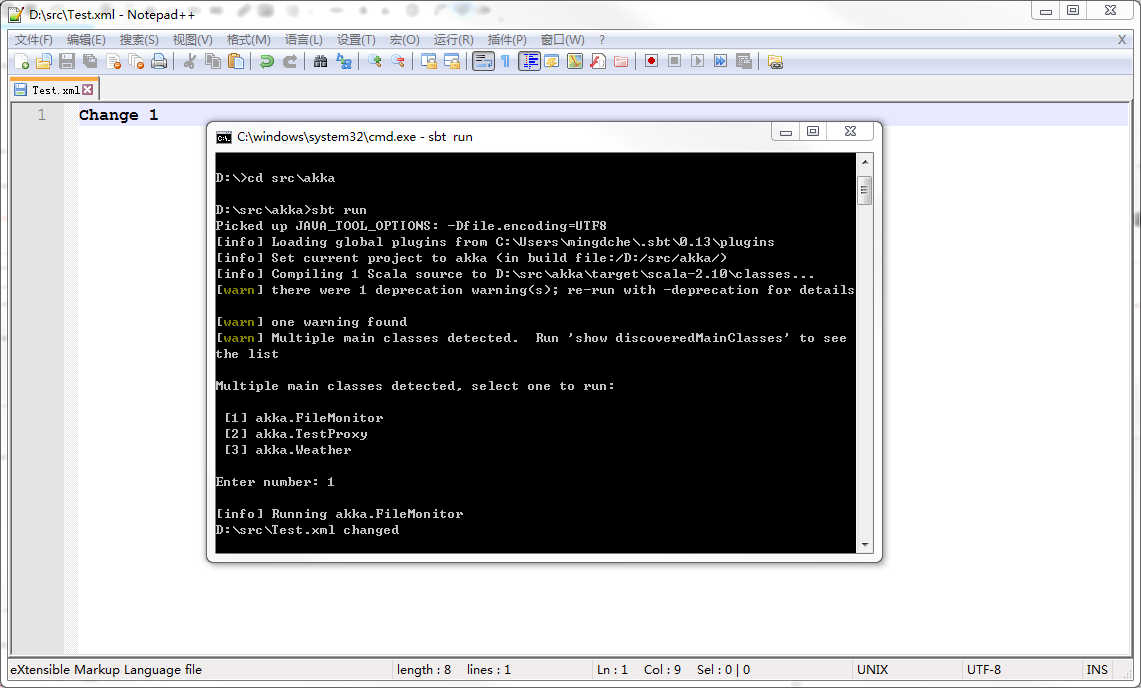 D:\src\Test.xml - Notepad++
文件(F) 编辑(E) 搜索(S) 视图(V) 格式(M) 语言(L) 设置(T) 宏(O) 运行(R) 插件(P) 窗口(W) ? X
Test.xml
1 Change 1
C:\windows\system32\cmd.exe - sbt run
D:\>cd src\akka
D:\src\akka>sbt run
Picked up JAVA_TOOL_OPTIONS: -Dfile.encoding=UTF8
[info] Loading global plugins from C:\Users\mingdche\.sbt\0.13\plugins
[info] Set current project to akka (in build file:/D:/src/akka/)
[info] Compiling 1 Scala source to D:\src\akka\target\scala-2.10\classes...
[warn] there were 1 deprecation warning(s); re-run with -deprecation for details
[warn] one warning found
[warn] Multiple main classes detected.  Run 'show discoveredMainClasses' to see
the list
Multiple main classes detected, select one to run:
[1] akka.FileMonitor
[2] akka.TestProxy
[3] akka.Weather
Enter number: 1
[info] Running akka.FileMonitor
D:\src\Test.xml changed
eXtensible Markup Language file length : 8 lines : 1 Ln : 1 Col : 9 Sel : 0 | 0 UNIX UTF-8 INS